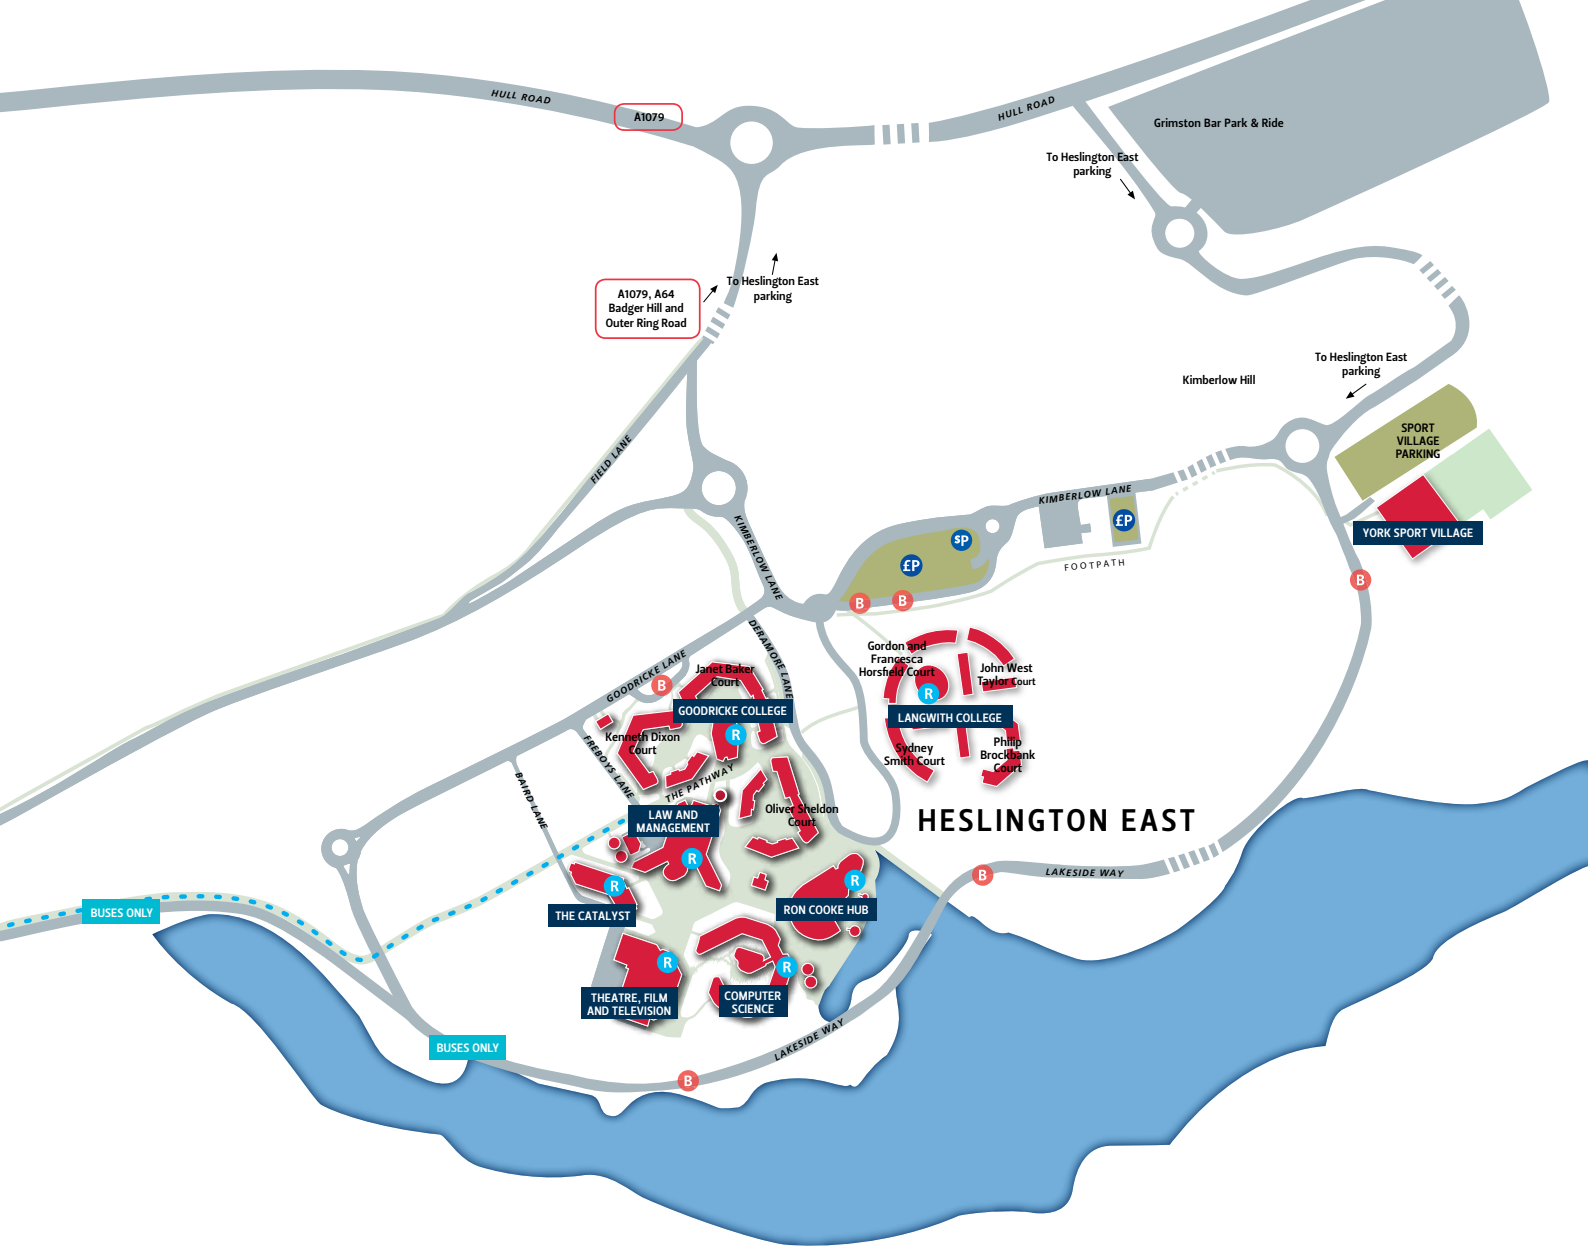 HULL ROAD
A1079
HULL ROAD
Grimston Bar Park & Ride
To Heslington East
parking
To Heslington East
parking
A1079, A64
Badger Hill and
Outer Ring Road
To Heslington East
parking
Kimberlow Hill
SPORT
VILLAGE
PARKING
FIELD LANE
KIMBERLOW LANE
KIMBERLOW LANE
£P
$P
£P
YORK SPORT VILLAGE
FOOTPATH
B
B
B
DERAMORE LANE
GOODRICKE LANE
B
Janet Baker
Court
GOODRICKE COLLEGE
R
Gordon and
Francesca
Horsfield Court
John West
Taylor Court
R
LANGWITH COLLEGE
Sydney
Smith Court
Philip
Brockbank
Court
Kenneth Dixon
Court
FREBOYS LANE
THE PATHWAY
BAIRD LANE
Oliver Sheldon
Court
LAW AND
MANAGEMENT
HESLINGTON EAST
R
R
R
B
LAKESIDE WAY
BUSES ONLY
THE CATALYST
RON COOKE HUB
R
R
THEATRE, FILM
AND TELEVISION
COMPUTER
SCIENCE
BUSES ONLY
LAKESIDE WAY
B